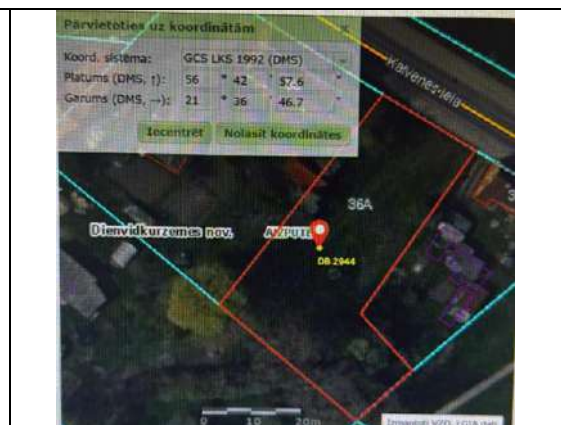 Pārvietoties uz koordinātām
Koord. sistēma: GCS LKS 1992 (DMS)
Platums (DMS, ↑): 56 ° 42 ' 57.6 "
Garums (DMS, →): 21 ° 36 ' 46.7 "
Iecentrēt Nolasīt koordinātes
Kalvenes iela
36A
Dienvidkurzemes nov. AIZPUTE
DB 2944
0 10 20m